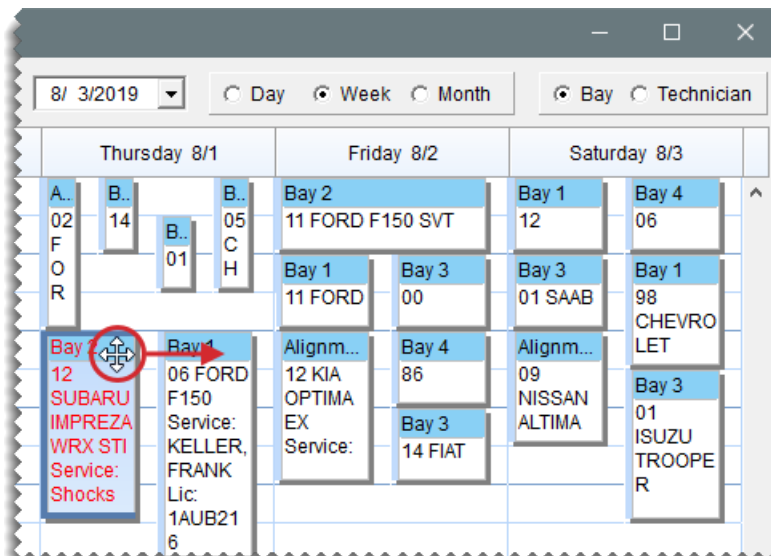 8/ 3/2019
Day
Week
Month
Bay
Technician
Thursday 8/1
Friday 8/2
Saturday 8/3
A..
02
F
O
R
B..
14
B..
01
B..
05
C
H
Bay 2
12
SUBARU
IMPREZA
WRX STI
Service:
Shocks
Bay 1
06 FORD
F150
Service:
KELLER,
FRANK
Lic:
1AUB21
6
Bay 2
11 FORD F150 SVT
Bay 1
11 FORD
Bay 3
00
Alignm...
12 KIA
OPTIMA
EX
Service:
Bay 4
86
Bay 3
14 FIAT
Bay 1
12
Bay 4
06
Bay 3
01 SAAB
Bay 1
98
CHEVRO
LET
Alignm...
09
NISSAN
ALTIMA
Bay 3
01
ISUZU
TROOPE
R